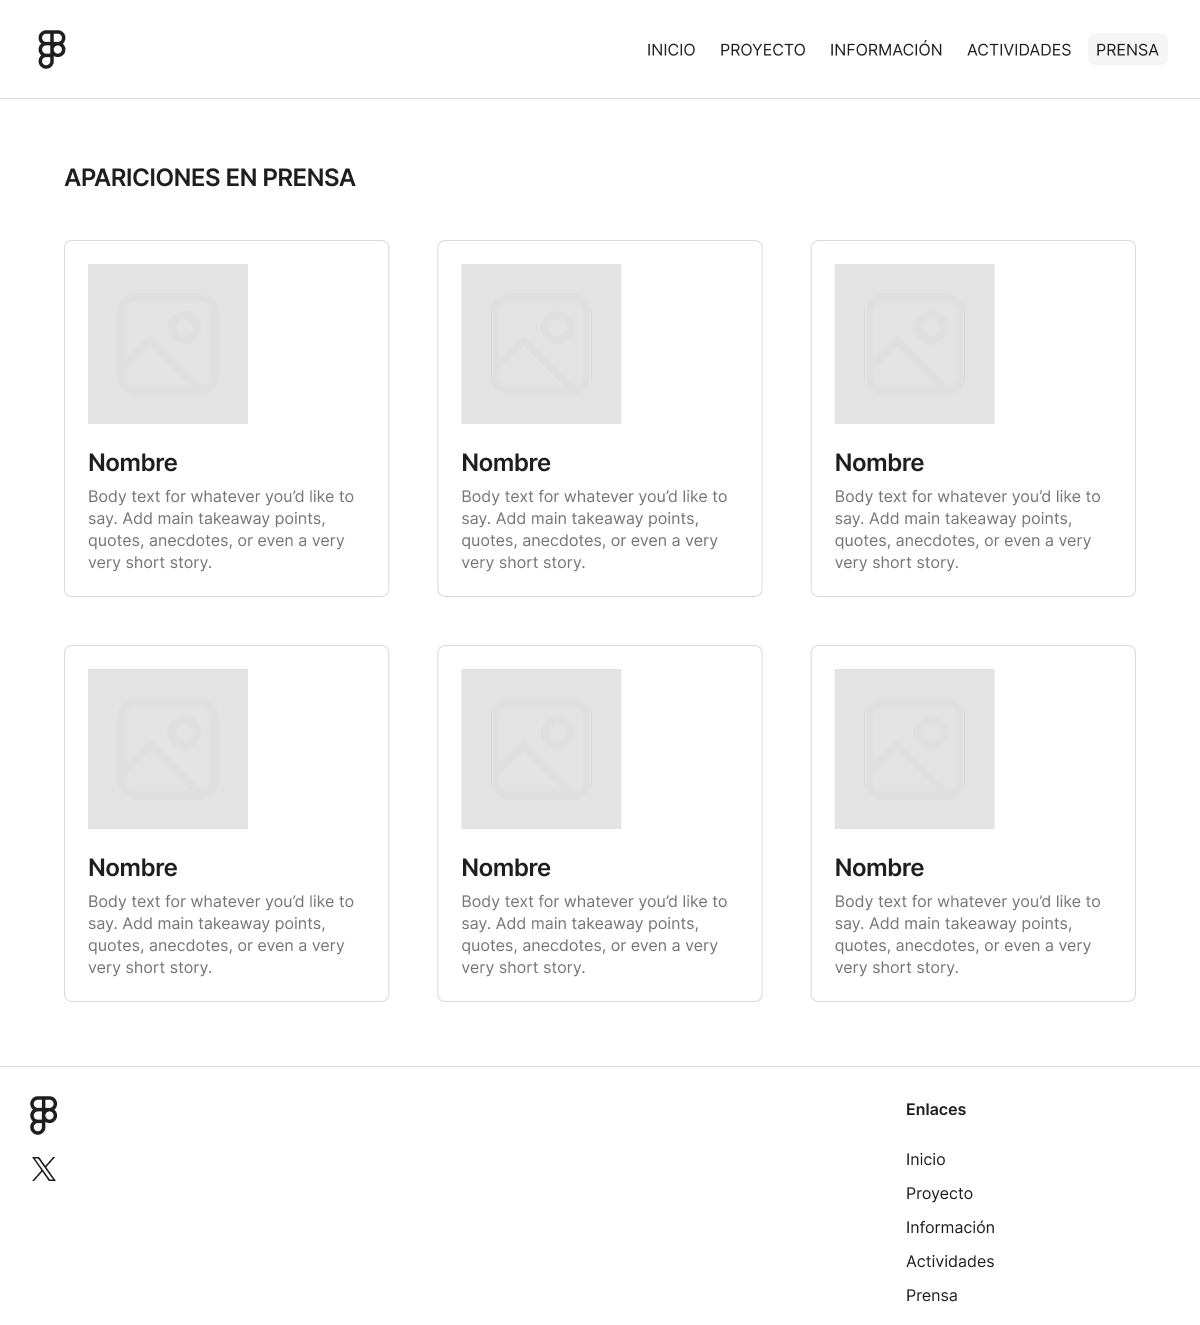 INICIO PROYECTO INFORMACIÓN ACTIVIDADES PRENSA
APARICIONES EN PRENSA
Nombre
Body text for whatever you’d like to
say. Add main takeaway points,
quotes, anecdotes, or even a very
very short story.
Nombre
Body text for whatever you’d like to
say. Add main takeaway points,
quotes, anecdotes, or even a very
very short story.
Nombre
Body text for whatever you’d like to
say. Add main takeaway points,
quotes, anecdotes, or even a very
very short story.
Nombre
Body text for whatever you’d like to
say. Add main takeaway points,
quotes, anecdotes, or even a very
very short story.
Nombre
Body text for whatever you’d like to
say. Add main takeaway points,
quotes, anecdotes, or even a very
very short story.
Nombre
Body text for whatever you’d like to
say. Add main takeaway points,
quotes, anecdotes, or even a very
very short story.
Enlaces
Inicio
Proyecto
Información
Actividades
Prensa